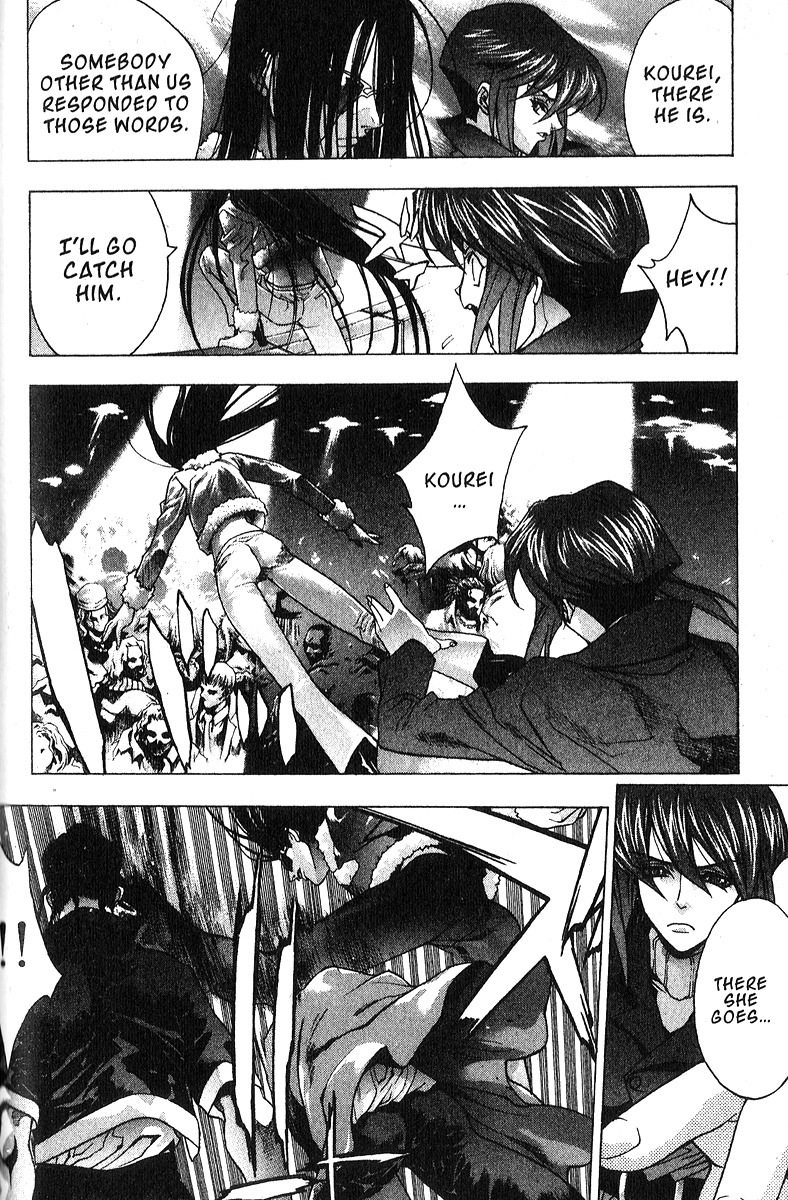 KOUREI,
THERE
HE IS.
SOMEBODY
OTHER THAN US
RESPONDED TO
THOSE WORDS.
HEY!!
I'LL GO
CATCH
HIM.
KOUREI
...
THERE
SHE
GOES...
!!